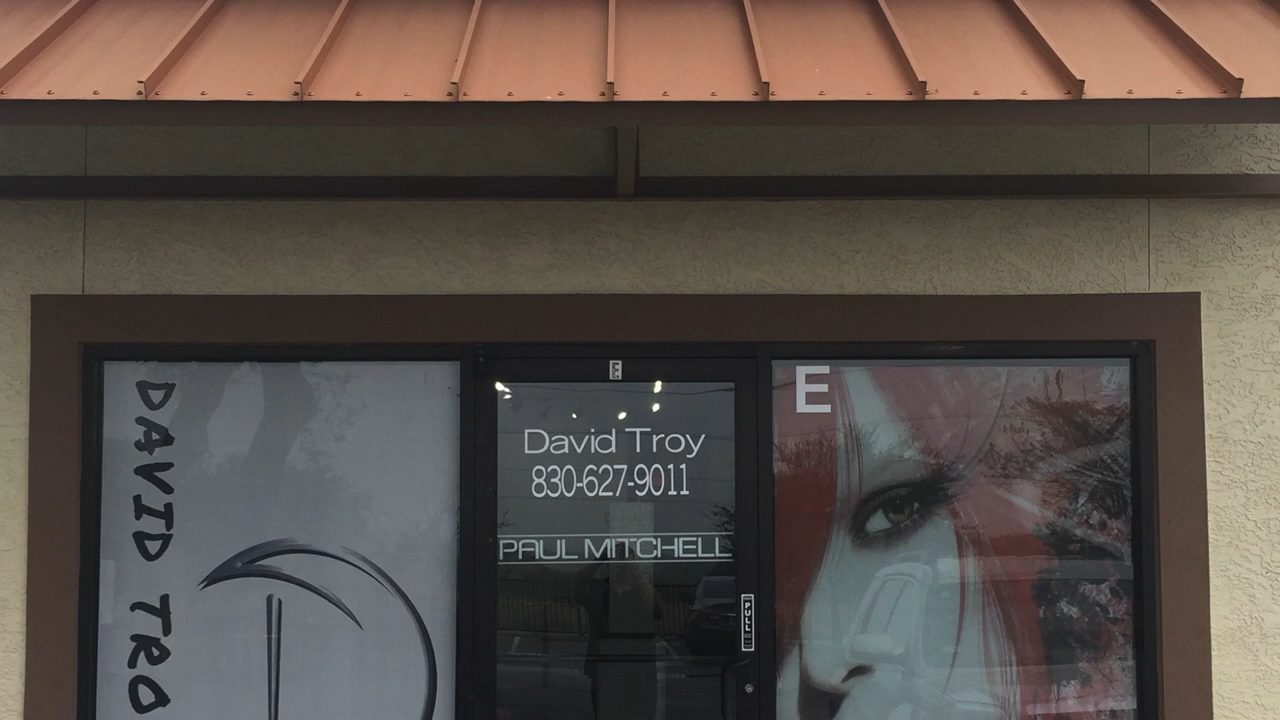 DAVID TRO
E
David Troy
830-627-9011
PAUL MITCHELL
PULL
E